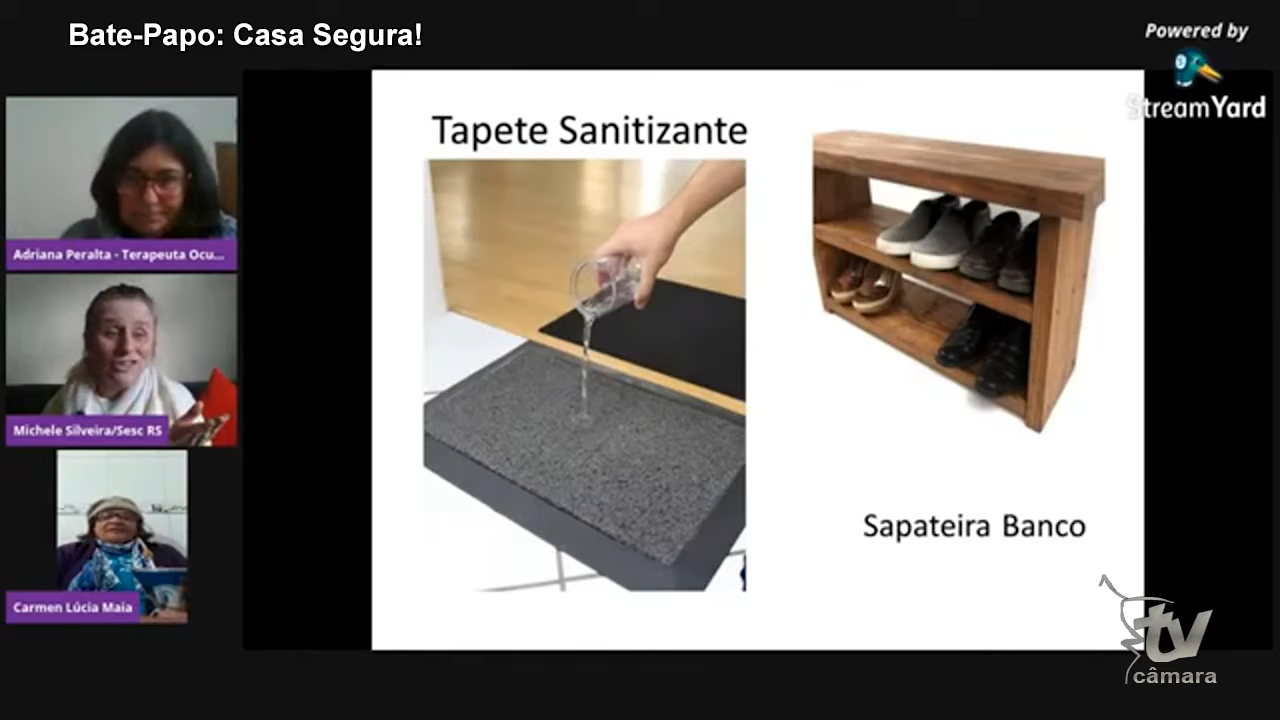 Bate-Papo: Casa Segura!
Powered by
StreamYard
Tapete Sanitizante
Adriana Peralta - Terapeuta Ocu...
Michele Silveira/Sesc RS
Sapateira Banco
Carmen Lúcia Maia
tv
câmara